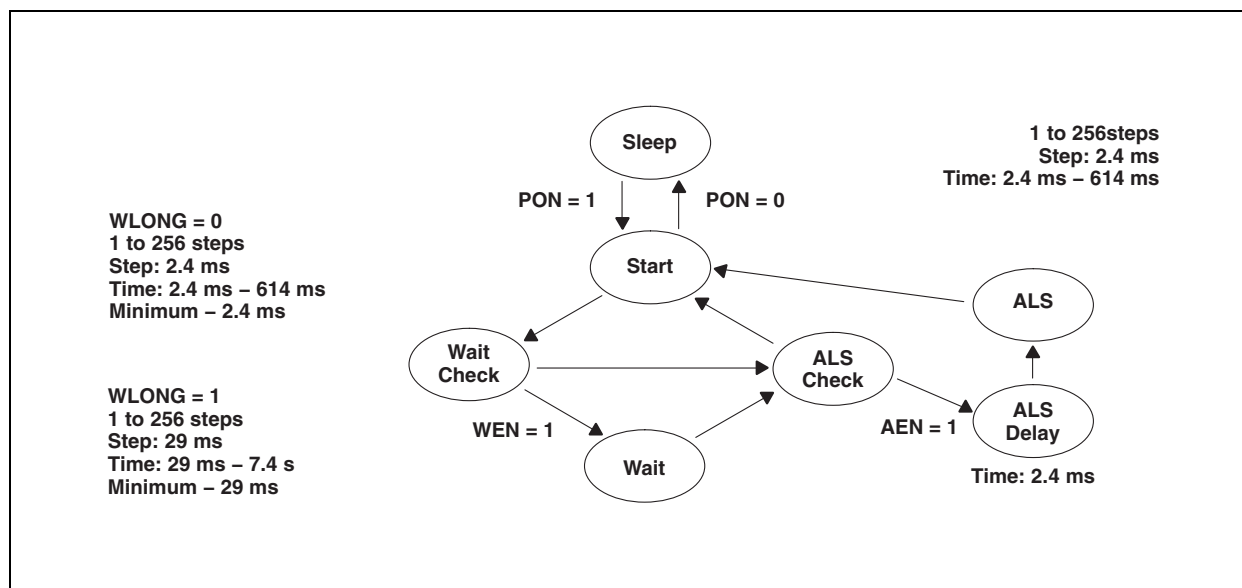 Sleep
1 to 256steps
Step: 2.4 ms
Time: 2.4 ms – 614 ms
PON = 1
PON = 0
WLONG = 0
1 to 256 steps
Step: 2.4 ms
Time: 2.4 ms – 614 ms
Minimum – 2.4 ms
Start
ALS
Wait
Check
ALS
Check
WLONG = 1
1 to 256 steps
Step: 29 ms
Time: 29 ms – 7.4 s
Minimum – 29 ms
WEN = 1
AEN = 1
ALS
Delay
Wait
Time: 2.4 ms